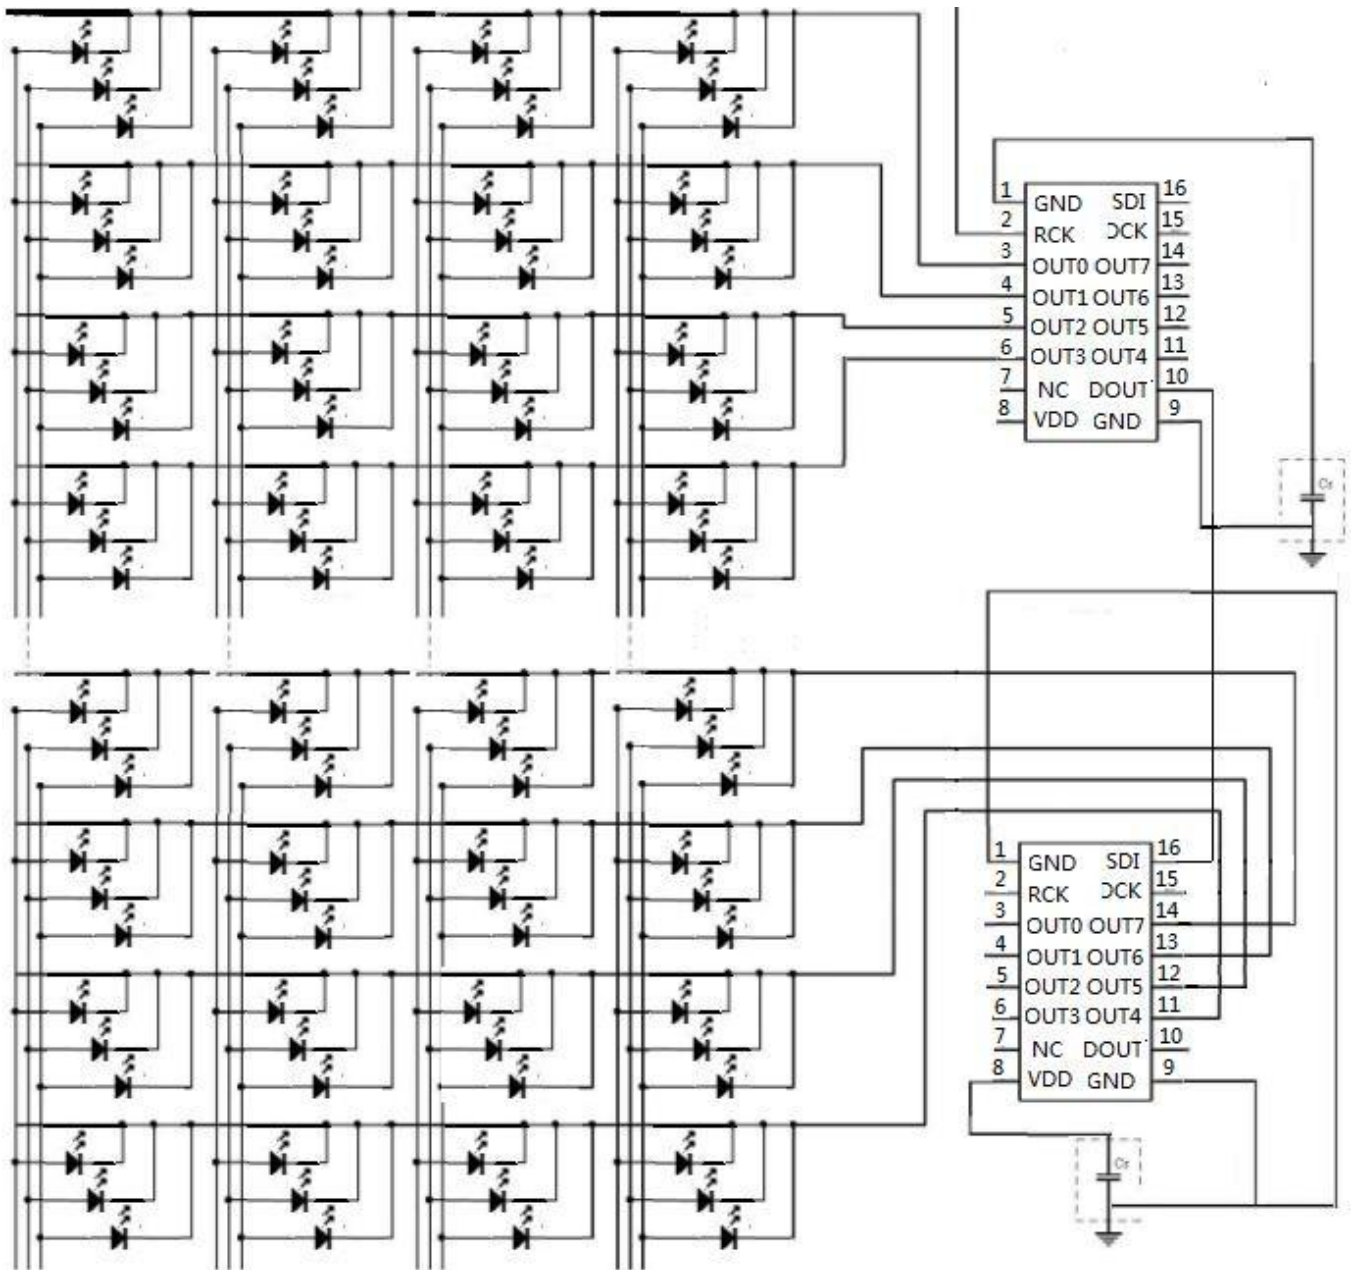 1 GND SDI 16
2 RCK DCK 15
3 OUT0 OUT7 14
4 OUT1 OUT6 13
5 OUT2 OUT5 12
6 OUT3 OUT4 11
7 NC DOUT 10
8 VDD GND 9
1 GND SDI 16
2 RCK DCK 15
3 OUT0 OUT7 14
4 OUT1 OUT6 13
5 OUT2 OUT5 12
6 OUT3 OUT4 11
7 NC DOUT 10
8 VDD GND 9